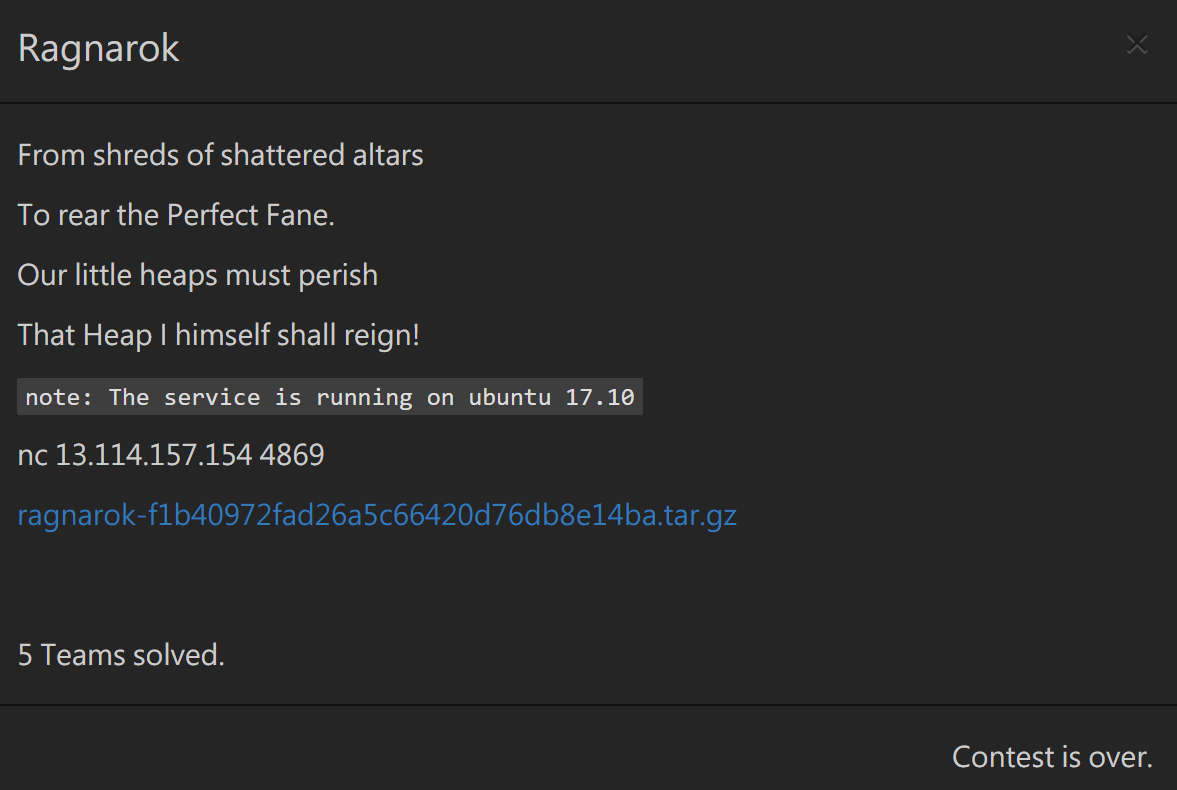 Ragnarok
From shreds of shattered altars
To rear the Perfect Fane.
Our little heaps must perish
That Heap I himself shall reign!
note: The service is running on ubuntu 17.10
nc 13.114.157.154 4869
ragnarok-f1b40972fad26a5c66420d76db8e14ba.tar.gz
5 Teams solved.
Contest is over.